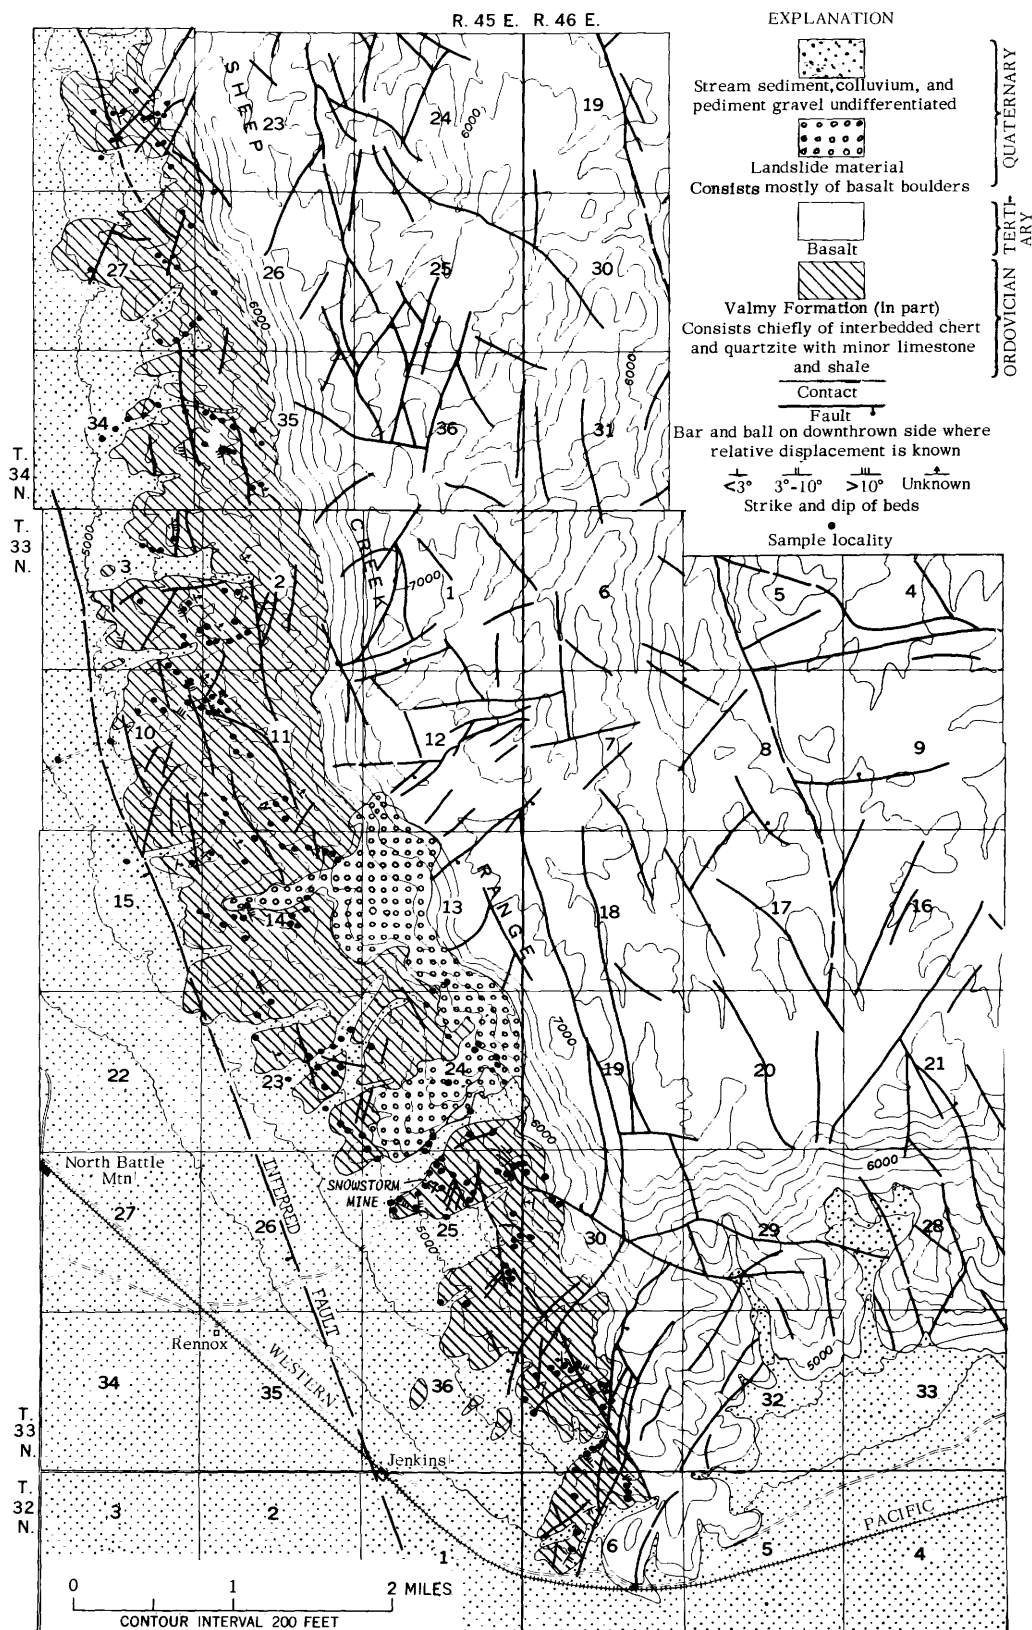 R. 45 E. R. 46 E.
EXPLANATION
Stream sediment, colluvium, and
pediment gravel undifferentiated
Landslide material
Consists mostly of basalt boulders
QUATERNARY
Basalt
TERTI-
ARY
Valmy Formation (In part)
Consists chiefly of interbedded chert
and quartzite with minor limestone
and shale
ORDOVICIAN
Contact
Fault
Bar and ball on downthrown side where
relative displacement is known
<3° 3°-10° >10° Unknown
Strike and dip of beds
Sample locality
SHEEP
CREEK
RANGE
23 24 19
6000
27 26 25 30
6000
6000
34 35 36 31
T.
34
N.
T.
33
N.
5000
3 2 1 6 5 4
7000
10 11 12 7 8 9
15 14 13 18 17 16
7000
22 23 24 19 20 21
6000
6000
North Battle
Mtn
SNOWSTORM
MINE
27 26 25 30 29 28
5000
INFERRED
FAULT
Rennox
WESTERN
5000
34 35 36 32 33
T.
33
N.
Jenkins
T.
32
N.
3 2 1 6 5 4
PACIFIC
0 1 2 MILES
CONTOUR INTERVAL 200 FEET